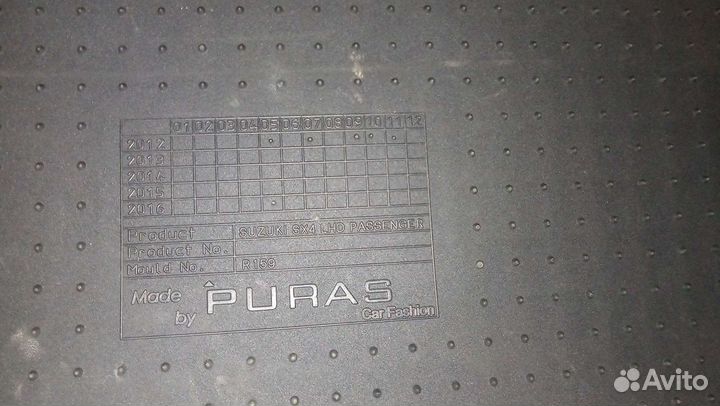 01 02 03 04 05 06 07 08 09 10 11 12
2012
2013
2014
2015
2016
Product SUZUKI SX4 LHD PASSENGER
Product No.
Mould No. R159
Made by PURAS
Car Fashion
Avito